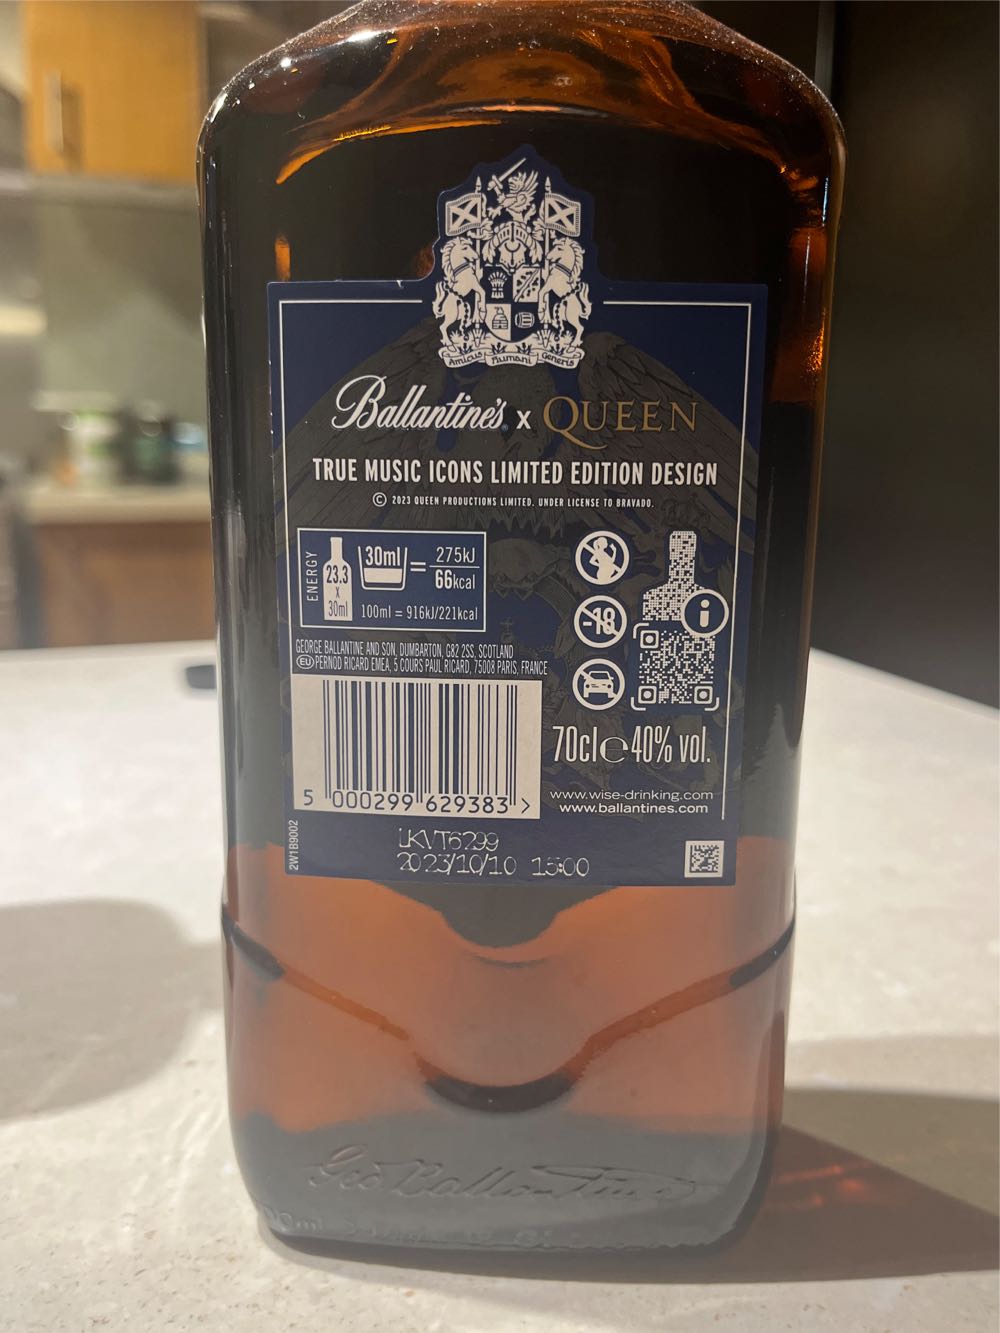 Amicus Humani Generis
Ballantine's x QUEEN
TRUE MUSIC ICONS LIMITED EDITION DESIGN
© 2023 QUEEN PRODUCTIONS LIMITED. UNDER LICENSE TO BRAVADO.
ENERGY
23.3
x
30ml
30ml
=
275kJ
66kcal
100ml = 916kJ/221kcal
-18
i
GEORGE BALLANTINE AND SON, DUMBARTON, G82 2SS, SCOTLAND
EU PERNOD RICARD EMEA, 5 COURS PAUL RICARD, 75008 PARIS, FRANCE
70cl e 40% vol.
www.wise-drinking.com
www.ballantines.com
5 000299 629383 >
2W1B9002
LKVT6299
2023/10/10 15:00
Geo Ballantine